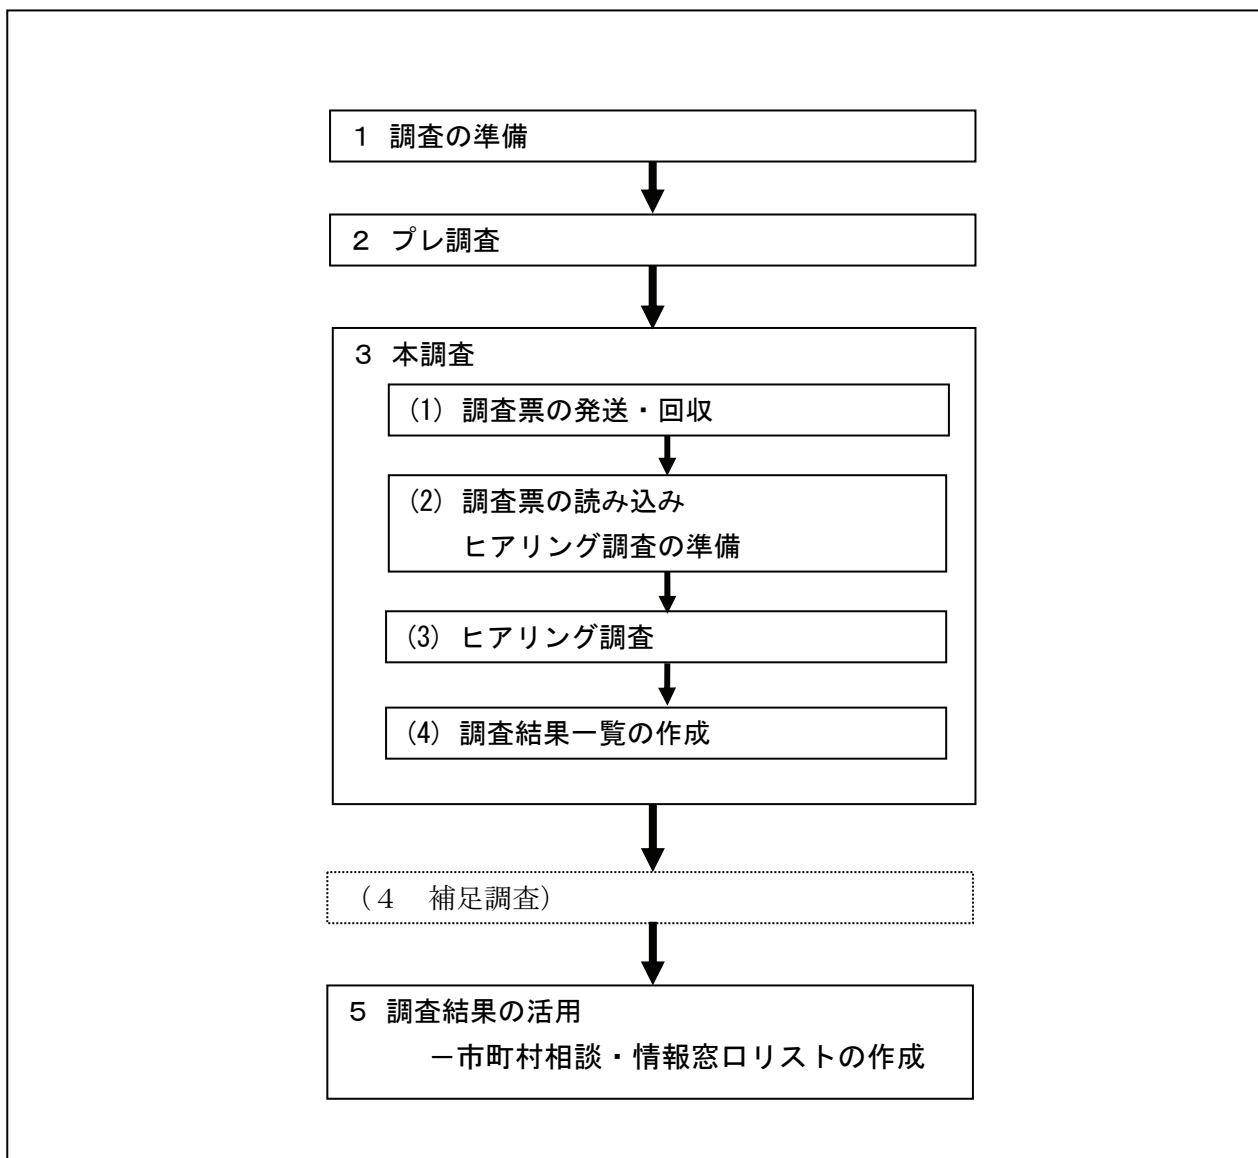 １ 調査の準備
２ プレ調査
３ 本調査
(1) 調査票の発送・回収
(2) 調査票の読み込み
ヒアリング調査の準備
(3) ヒアリング調査
(4) 調査結果一覧の作成
（４　補足調査）
５ 調査結果の活用
－市町村相談・情報窓口リストの作成